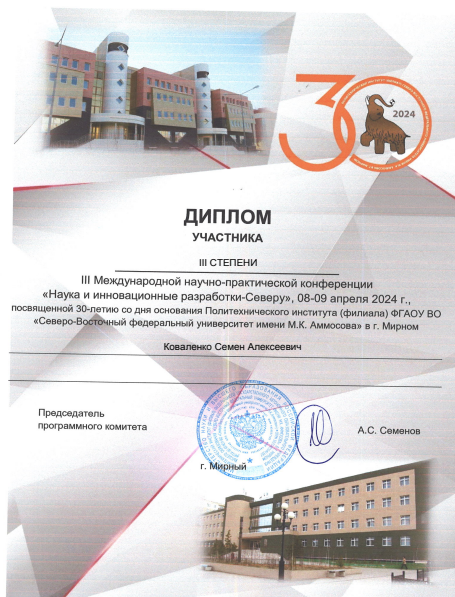 2024
ДИПЛОМ
УЧАСТНИКА
III СТЕПЕНИ
III Международной научно-практической конференции
«Наука и инновационные разработки-Северу», 08-09 апреля 2024 г.,
посвященной 30-летию со дня основания Политехнического института (филиала) ФГАОУ ВО
«Северо-Восточный федеральный университет имени М.К. Аммосова» в г. Мирном
Коваленко Семен Алексеевич
Председатель
программного комитета
А.С. Семенов
г. Мирный